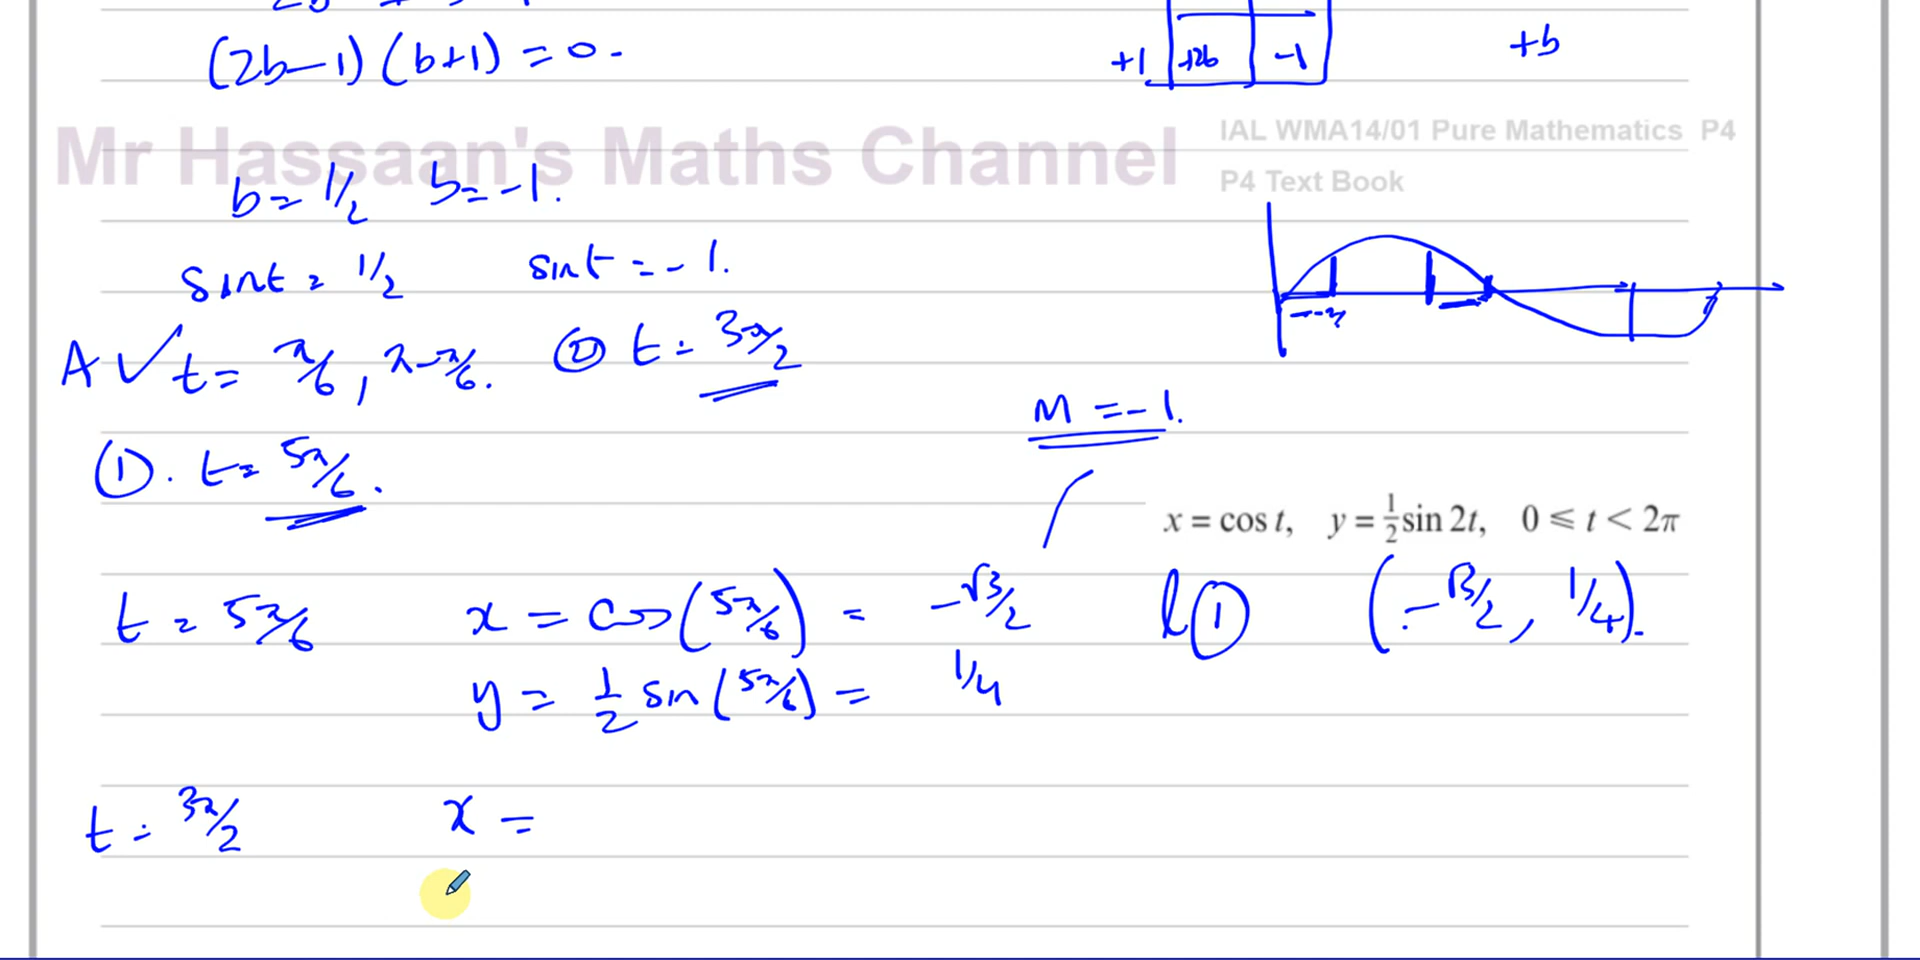 (2b-1)(b+1) = 0.
+1 +2b -1
+b
Mr Hassaan's Maths Channel
IAL WMA14/01 Pure Mathematics P4
P4 Text Book
b = 1/2 b = -1.
sint = 1/2 sint = -1.
A ✓ t = π/6, π-π/6. ② t = 3π/2
M = -1.
①. t = 5π/6.
x = cos t, y = ½ sin 2t, 0 ⩽ t < 2π
t = 5π/6 x = cos(5π/6) = -√3/2 l① (-√3/2, 1/4).
y = 1/2 sin(5π/6) = 1/4
t = 3π/2 x =